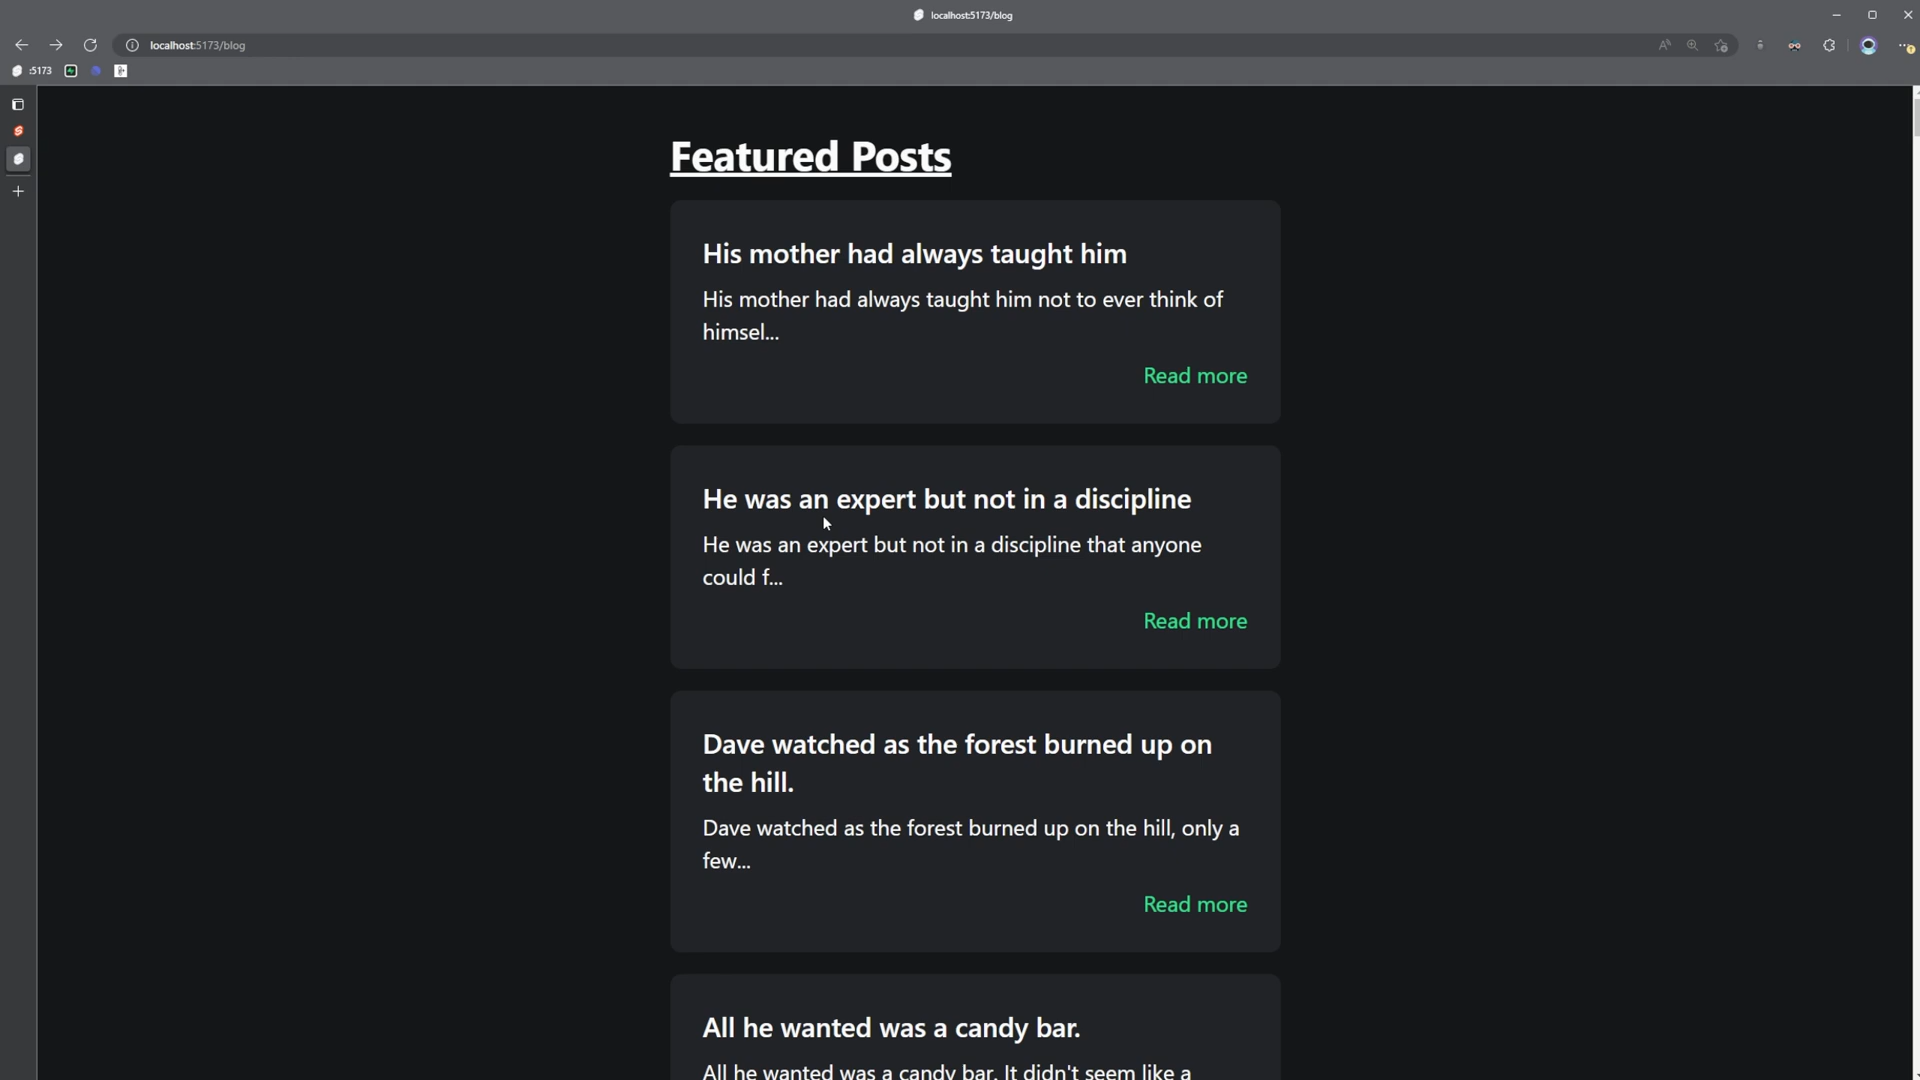 localhost:5173/blog
localhost:5173/blog
:5173
Featured Posts
His mother had always taught him
His mother had always taught him not to ever think of
himsel...
Read more
He was an expert but not in a discipline
He was an expert but not in a discipline that anyone
could f...
Read more
Dave watched as the forest burned up on
the hill.
Dave watched as the forest burned up on the hill, only a
few...
Read more
All he wanted was a candy bar.
All he wanted was a candy bar. It didn't seem like a